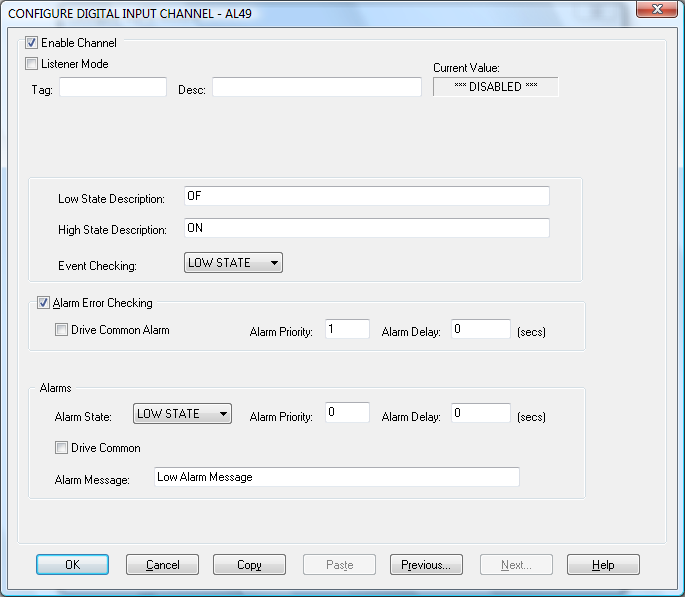 CONFIGURE DIGITAL INPUT CHANNEL - AL49
Enable Channel
Listener Mode
Tag: Desc: Current Value:
*** DISABLED ***
Low State Description: OF
High State Description: ON
Event Checking: LOW STATE
Alarm Error Checking
Drive Common Alarm Alarm Priority: 1 Alarm Delay: 0 (secs)
Alarms
Alarm State: LOW STATE Alarm Priority: 0 Alarm Delay: 0 (secs)
Drive Common
Alarm Message: Low Alarm Message
OK Cancel Copy Paste Previous... Next... Help